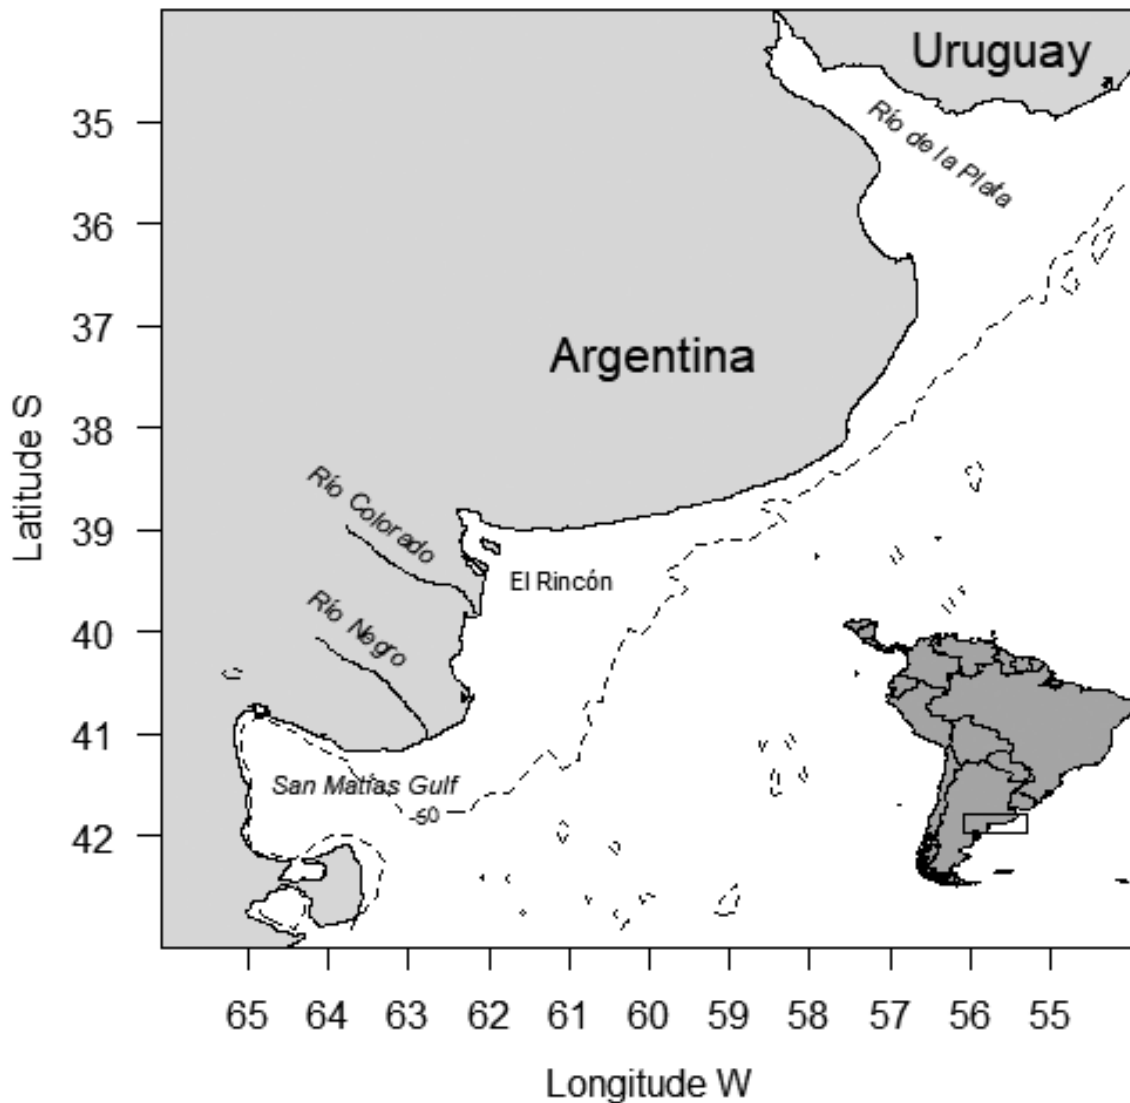 Uruguay
Río de la Plata
35
36
37
38
39
40
41
42
Latitude S
Argentina
Río Colorado
El Rincón
Río Negro
San Matías Gulf
-50
65
64
63
62
61
60
59
58
57
56
55
Longitude W